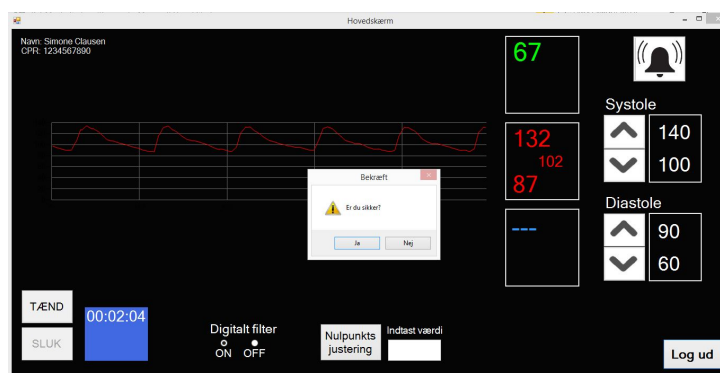 Hovedskærm
Navn: Simone Clausen
CPR: 1234567890
67
Systole
140
100
132
102
87
Diastole
90
60
---
Bekræft
Er du sikker?
Ja
Nej
TÆND
SLUK
00:02:04
Digitalt filter
ON OFF
Nulpunkts
justering
Indtast værdi
Log ud